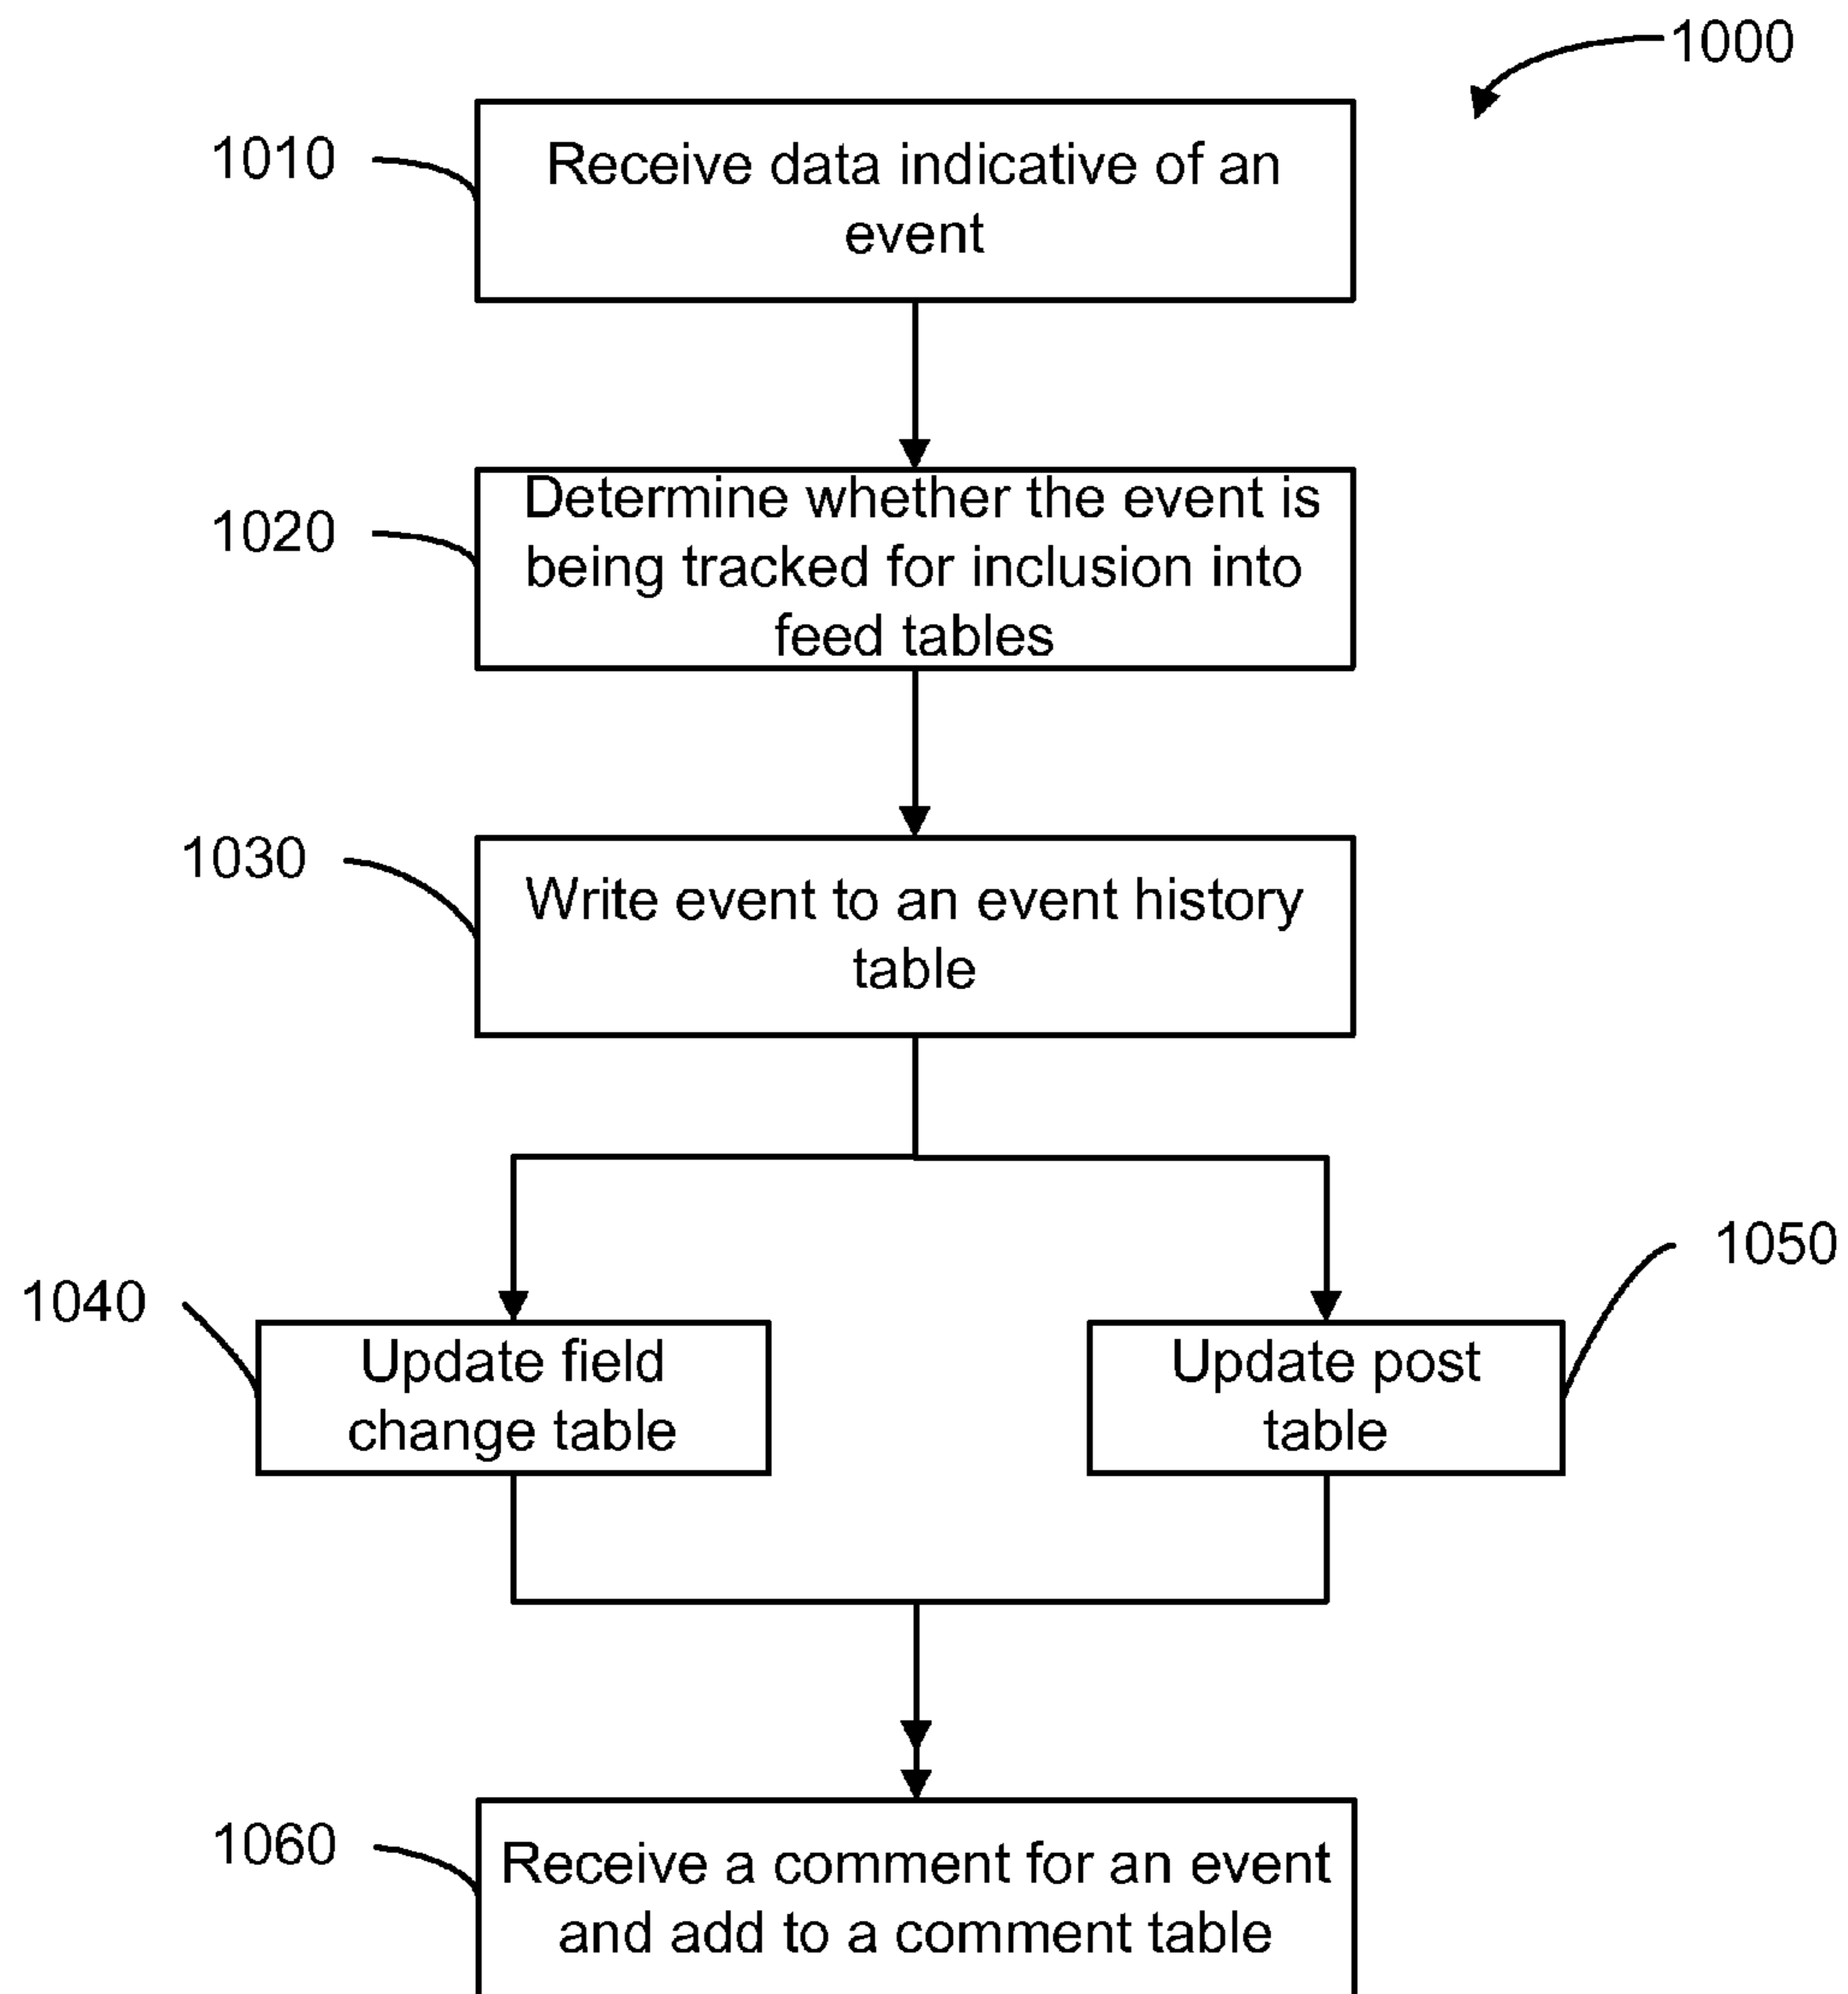 1000
1010
Receive data indicative of an
event
1020
Determine whether the event is
being tracked for inclusion into
feed tables
1030
Write event to an event history
table
1040
Update field
change table
1050
Update post
table
1060
Receive a comment for an event
and add to a comment table